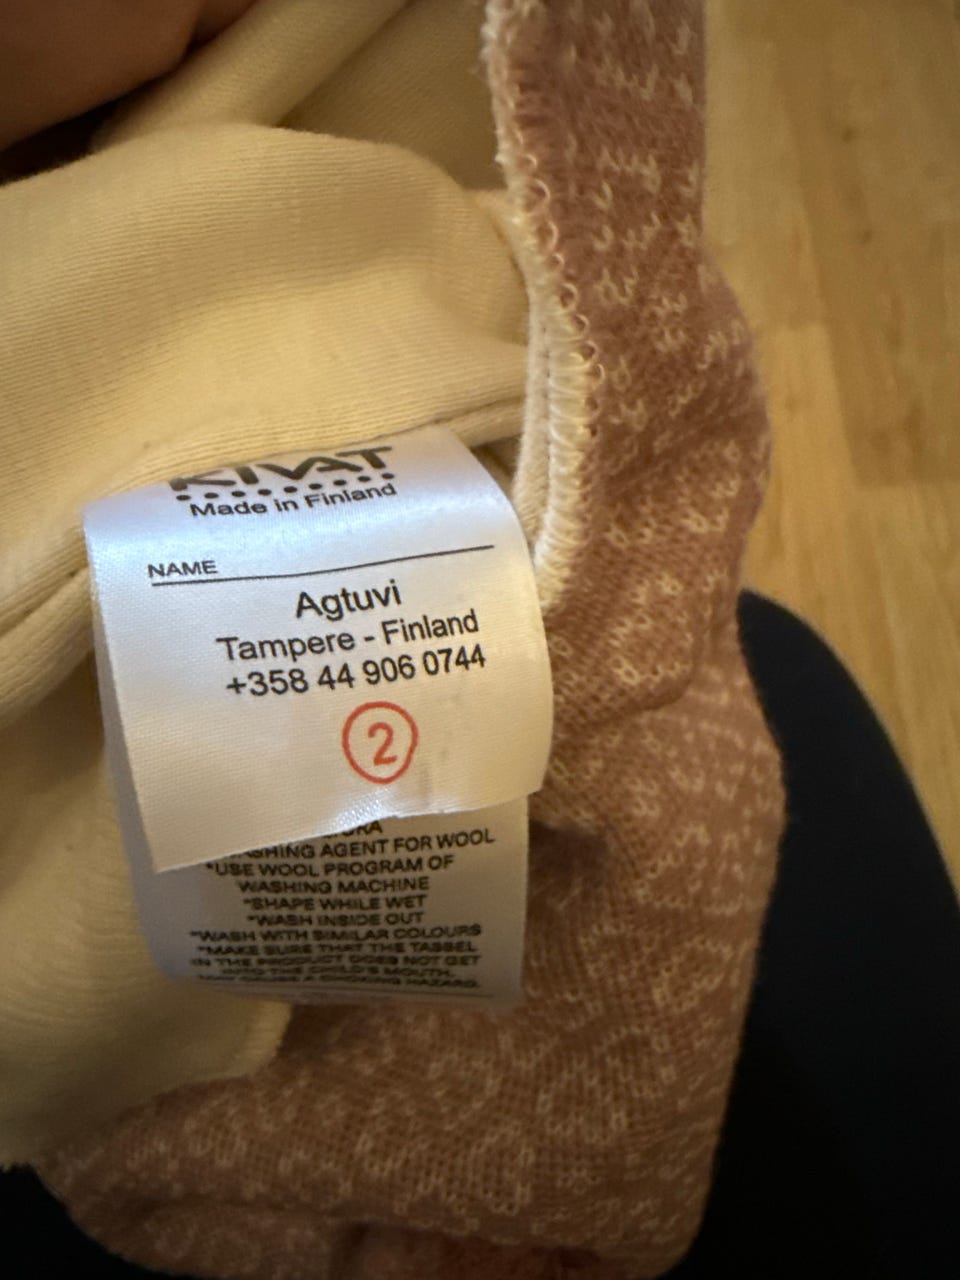 KIVAT
Made in Finland
NAME
Agtuvi
Tampere - Finland
+358 44 906 0744
2
WASHING AGENT FOR WOOL
*USE WOOL PROGRAM OF
WASHING MACHINE
*SHAPE WHILE WET
*WASH INSIDE OUT
*WASH WITH SIMILAR COLOURS
*MAKE SURE THAT THE TASSEL
IN THE PRODUCT DOES NOT GET
INTO THE CHILD'S MOUTH.
MAY CAUSE A CHOKING HAZARD.